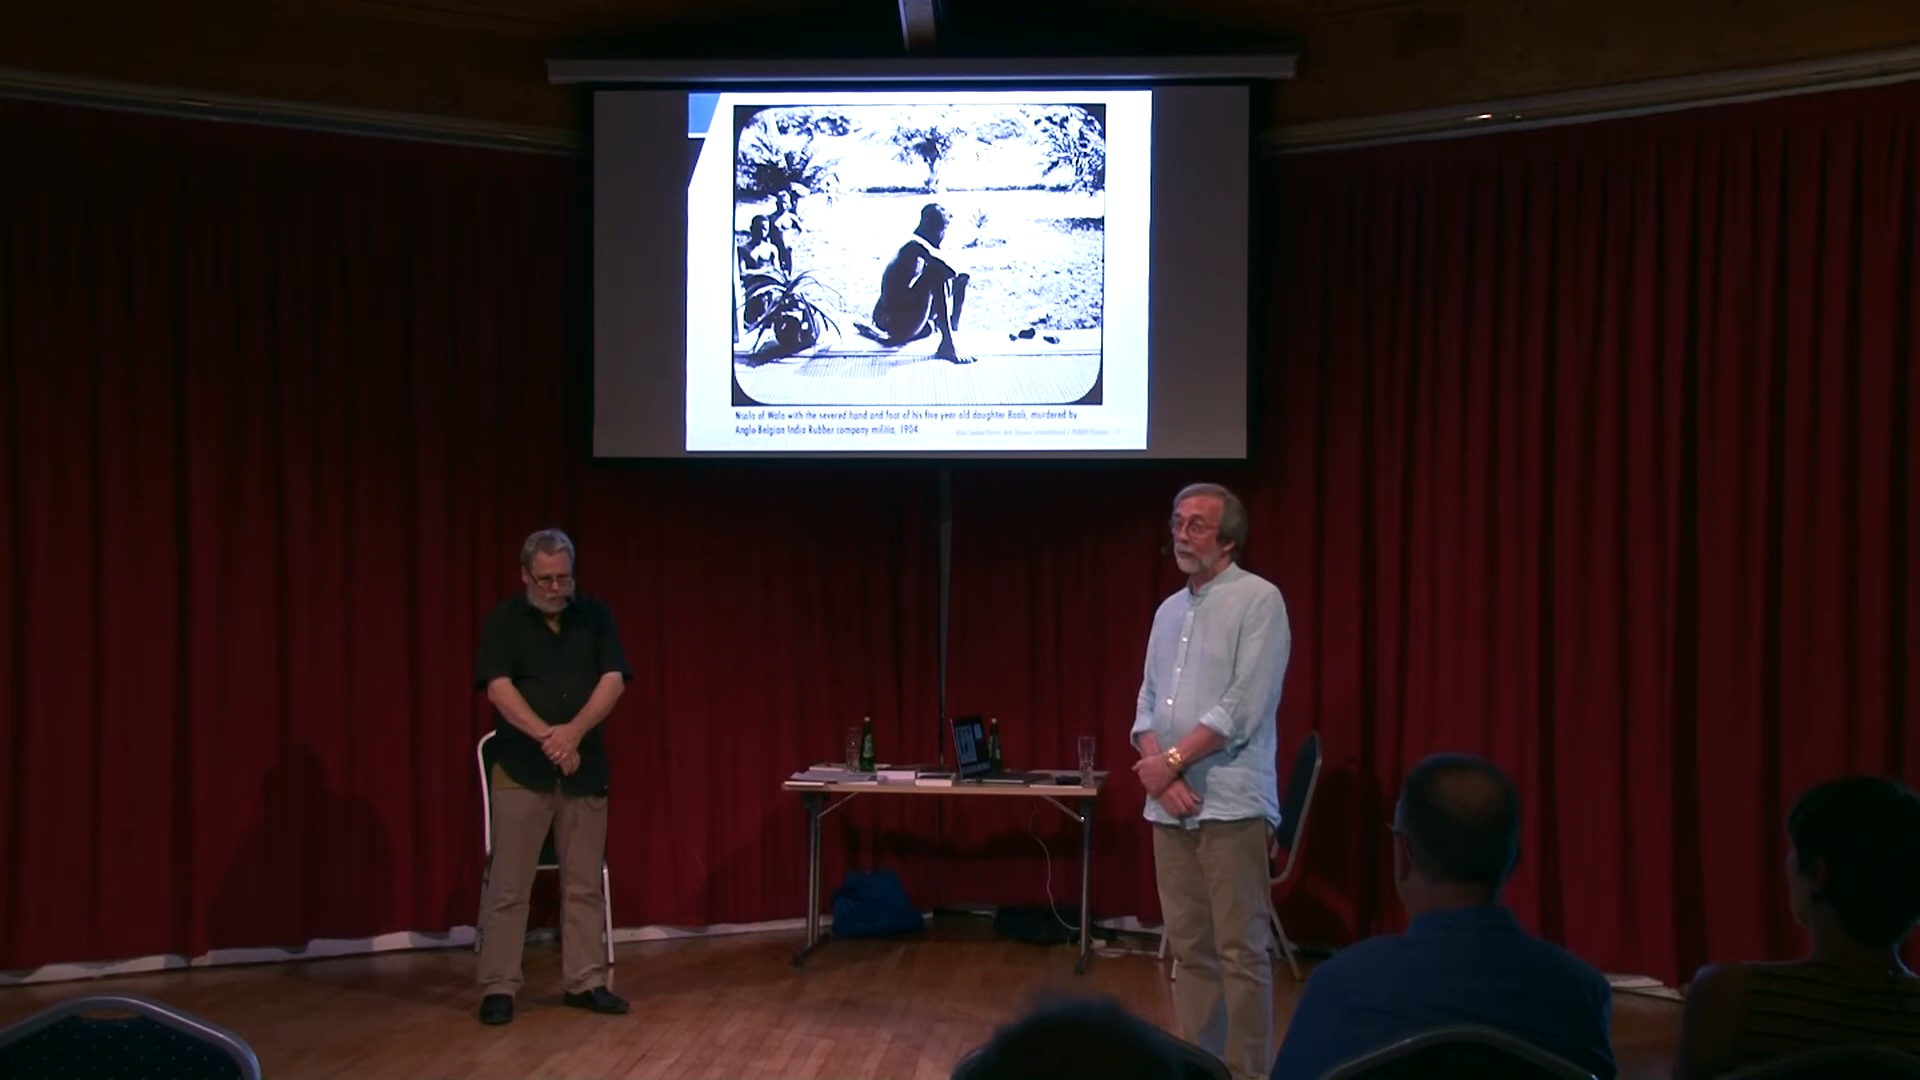 Nsala of Wala with the severed hand and foot of his five year old daughter Boali, murdered by
Anglo-Belgian India Rubber company militia, 1904.